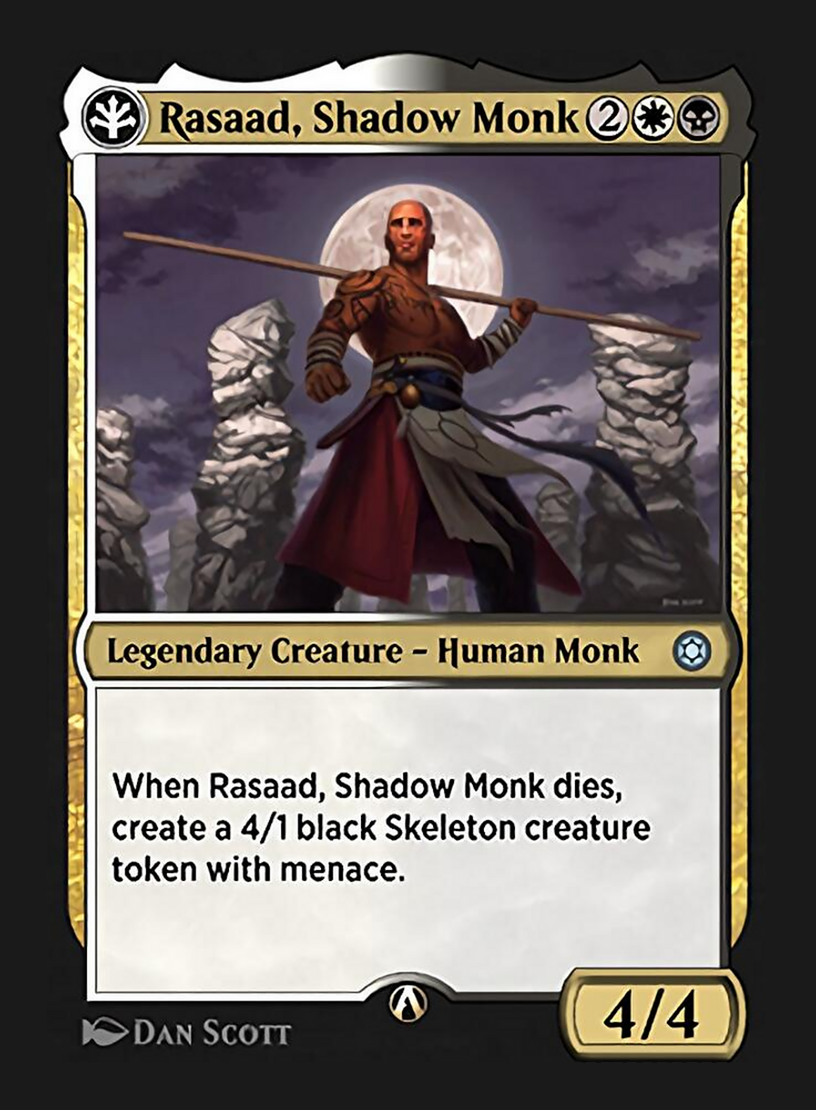 Rasaad, Shadow Monk 2
Legendary Creature – Human Monk
When Rasaad, Shadow Monk dies,
create a 4/1 black Skeleton creature
token with menace.
4/4
DAN SCOTT